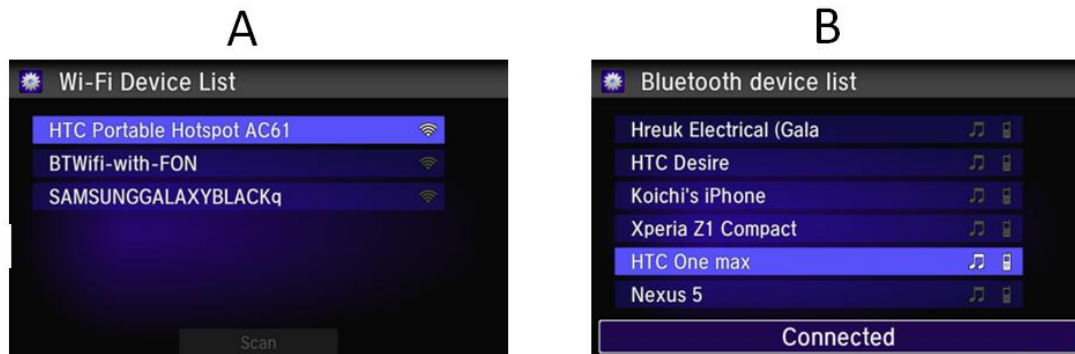 A
Wi-Fi Device List
HTC Portable Hotspot AC61
BTWifi-with-FON
SAMSUNGGALAXYBLACKq
Scan
B
Bluetooth device list
Hreuk Electrical (Gala
HTC Desire
Koichi's iPhone
Xperia Z1 Compact
HTC One max
Nexus 5
Connected